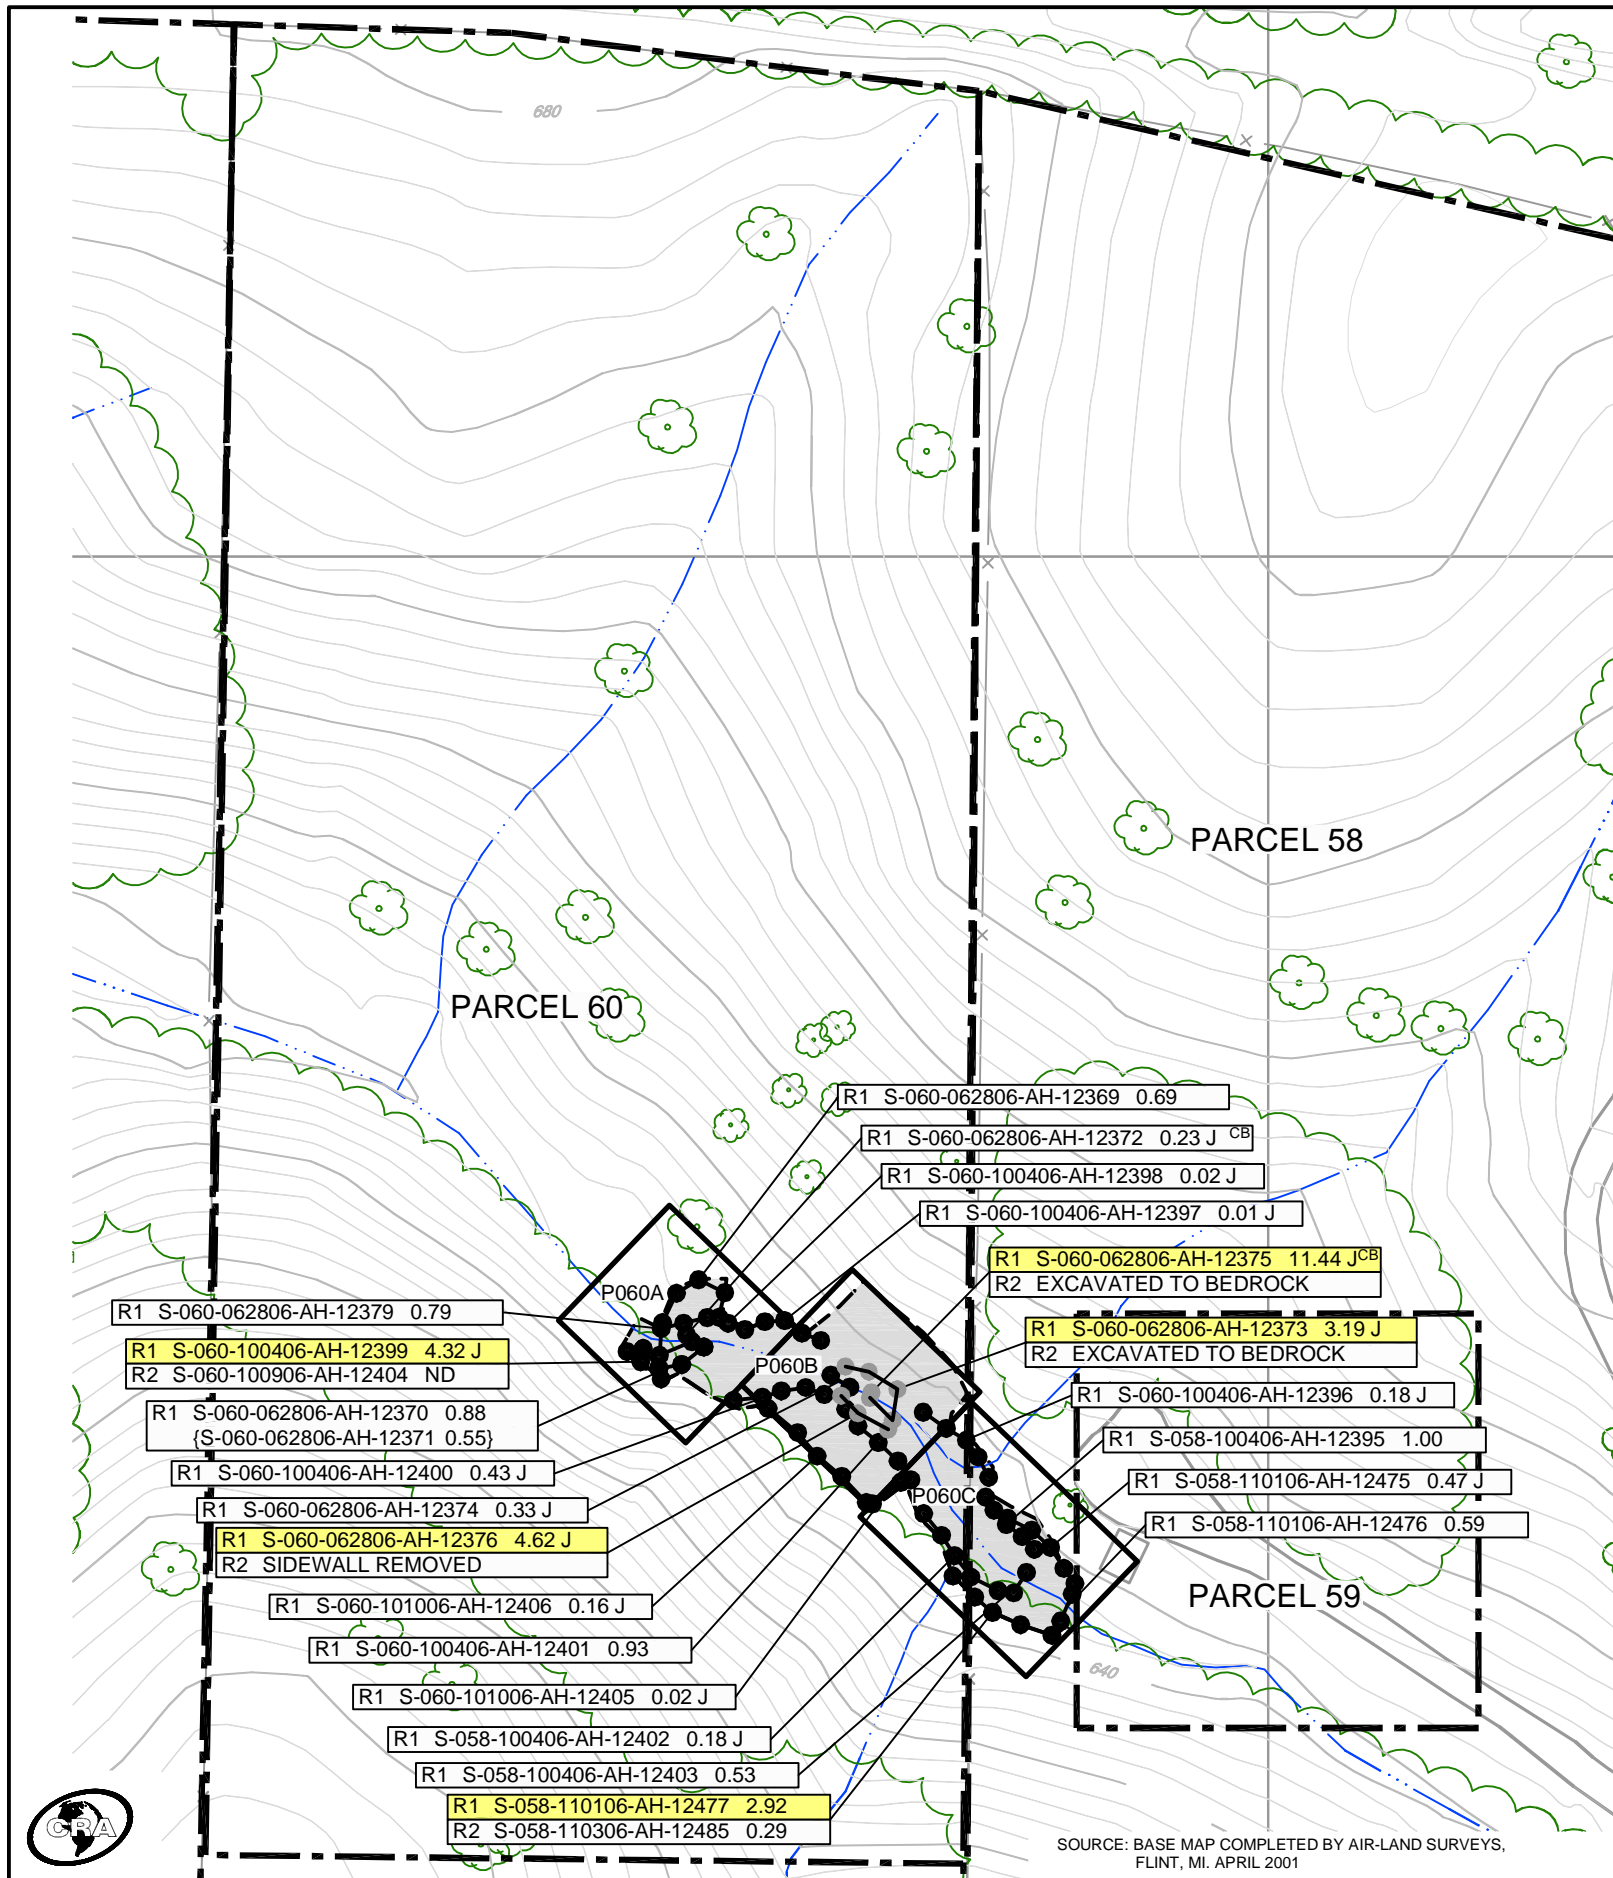 680
PARCEL 58
PARCEL 60
R1 S-060-062806-AH-12369 0.69
R1 S-060-062806-AH-12372 0.23 J CB
R1 S-060-100406-AH-12398 0.02 J
R1 S-060-100406-AH-12397 0.01 J
R1 S-060-062806-AH-12375 11.44 J CB
R2 EXCAVATED TO BEDROCK
P060A
R1 S-060-062806-AH-12379 0.79
R1 S-060-062806-AH-12373 3.19 J
R2 EXCAVATED TO BEDROCK
R1 S-060-100406-AH-12399 4.32 J
R2 S-060-100906-AH-12404 ND
P060B
R1 S-060-100406-AH-12396 0.18 J
R1 S-060-062806-AH-12370 0.88
{S-060-062806-AH-12371 0.55}
R1 S-058-100406-AH-12395 1.00
R1 S-060-100406-AH-12400 0.43 J
R1 S-058-110106-AH-12475 0.47 J
P060C
R1 S-060-062806-AH-12374 0.33 J
R1 S-058-110106-AH-12476 0.59
R1 S-060-062806-AH-12376 4.62 J
R2 SIDEWALL REMOVED
PARCEL 59
R1 S-060-101006-AH-12406 0.16 J
R1 S-060-100406-AH-12401 0.93
640
R1 S-060-101006-AH-12405 0.02 J
R1 S-058-100406-AH-12402 0.18 J
R1 S-058-100406-AH-12403 0.53
R1 S-058-110106-AH-12477 2.92
R2 S-058-110306-AH-12485 0.29
CRA
SOURCE: BASE MAP COMPLETED BY AIR-LAND SURVEYS,
FLINT, MI. APRIL 2001